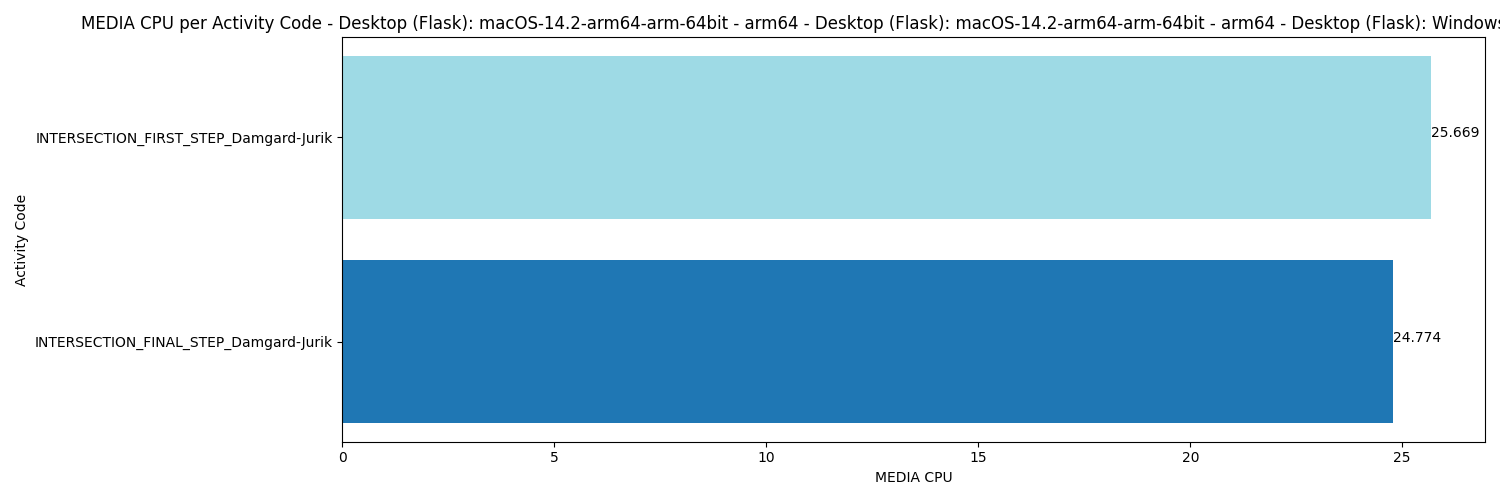 MEDIA CPU per Activity Code - Desktop (Flask): macOS-14.2-arm64-arm-64bit - arm64 - Desktop (Flask): macOS-14.2-arm64-arm-64bit - arm64 - Desktop (Flask): Windows
INTERSECTION_FIRST_STEP_Damgard-Jurik
25.669
Activity Code
INTERSECTION_FINAL_STEP_Damgard-Jurik
24.774
0 5 10 15 20 25
MEDIA CPU